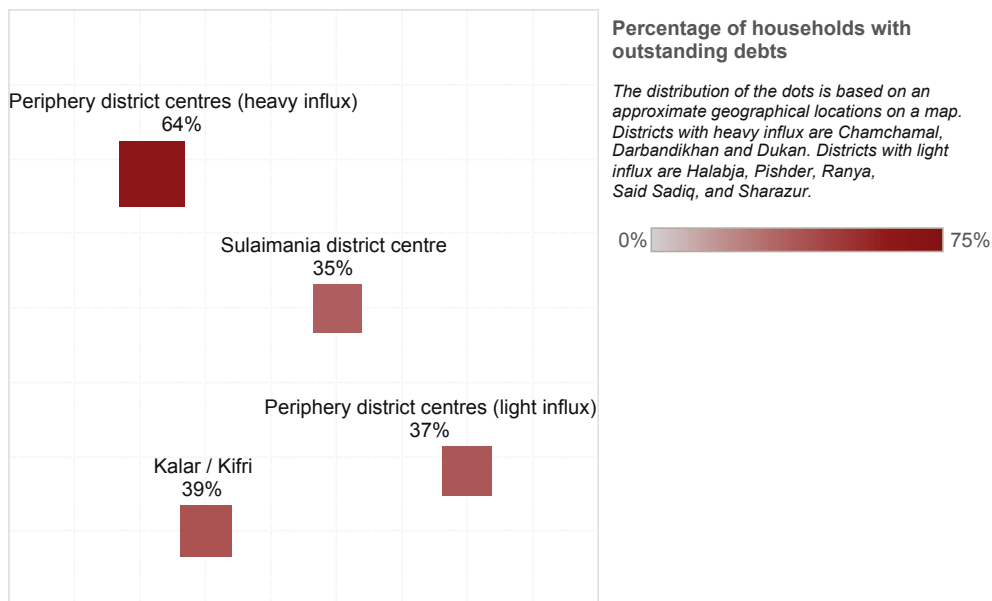 Percentage of households with
outstanding debts
The distribution of the dots is based on an
approximate geographical locations on a map.
Districts with heavy influx are Chamchamal,
Darbandikhan and Dukan. Districts with light
influx are Halabja, Pishder, Ranya,
Said Sadiq, and Sharazur.
0% 75%
Periphery district centres (heavy influx)
64%
Sulaimania district centre
35%
Periphery district centres (light influx)
37%
Kalar / Kifri
39%